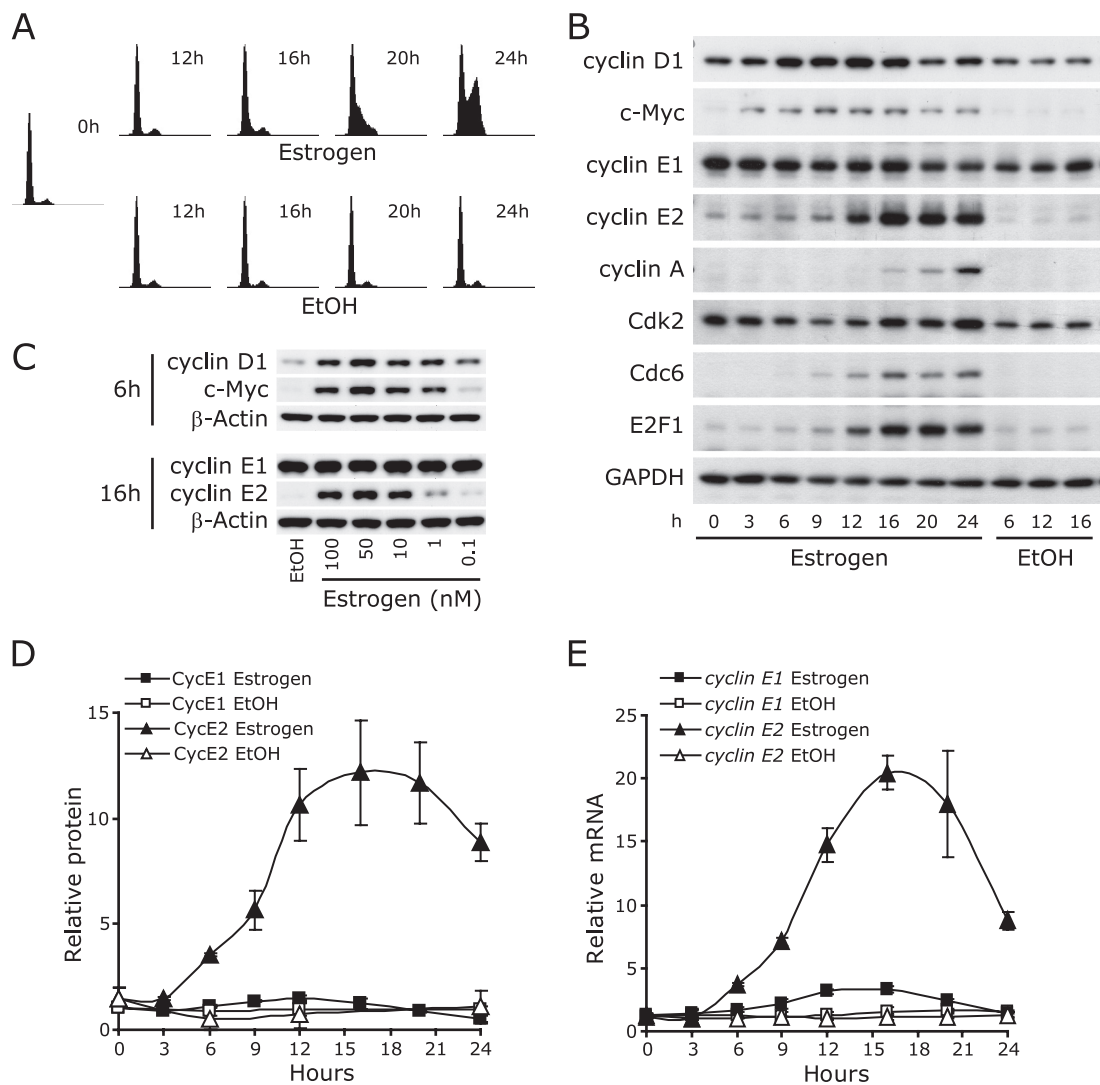 A
0h
12h 16h 20h 24h
Estrogen
12h 16h 20h 24h
EtOH
B
cyclin D1
c-Myc
cyclin E1
cyclin E2
cyclin A
Cdk2
Cdc6
E2F1
GAPDH
h 0 3 6 9 12 16 20 24 6 12 16
Estrogen EtOH
C
6h
cyclin D1
c-Myc
β-Actin
16h
cyclin E1
cyclin E2
β-Actin
EtOH 100 50 10 1 0.1
Estrogen (nM)
D
CycE1 Estrogen
CycE1 EtOH
CycE2 Estrogen
CycE2 EtOH
Relative protein
15
10
5
0
0 3 6 9 12 15 18 21 24
Hours
E
cyclin E1 Estrogen
cyclin E1 EtOH
cyclin E2 Estrogen
cyclin E2 EtOH
Relative mRNA
25
20
15
10
5
0
0 3 6 9 12 15 18 21 24
Hours